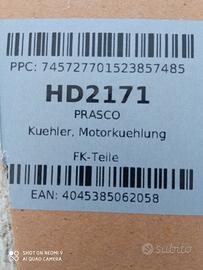 PPC: 745727701523857485
HD2171
PRASCO
Kuehler, Motorkuehlung
FK-Teile
EAN: 4045385062058
SHOT ON REDMI 9
AI QUAD CAMERA
subito